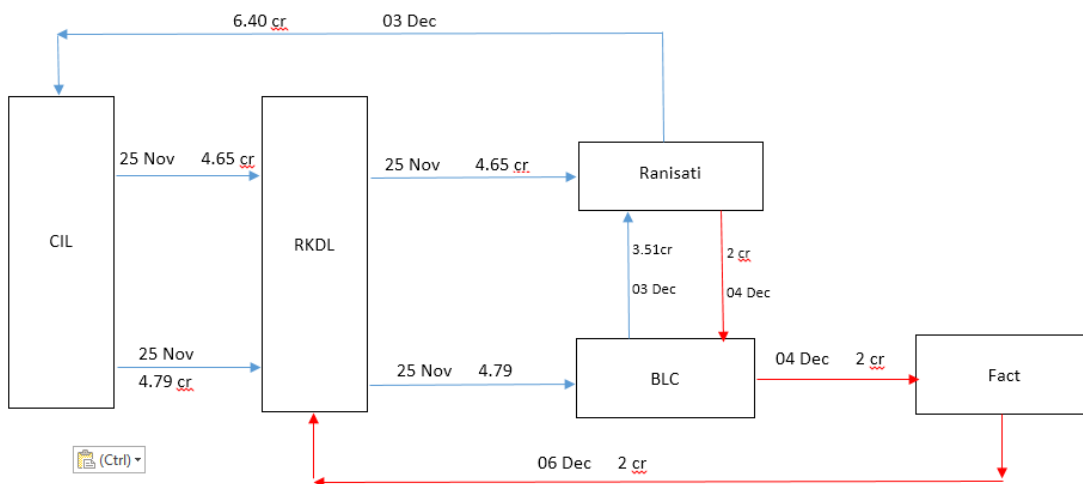 6.40 cr 03 Dec
25 Nov 4.65 cr
25 Nov 4.65 cr
Ranisati
CIL
RKDL
3.51cr
2 cr
03 Dec
04 Dec
25 Nov
4.79 cr
25 Nov 4.79
BLC
04 Dec 2 cr
Fact
(Ctrl)
06 Dec 2 cr